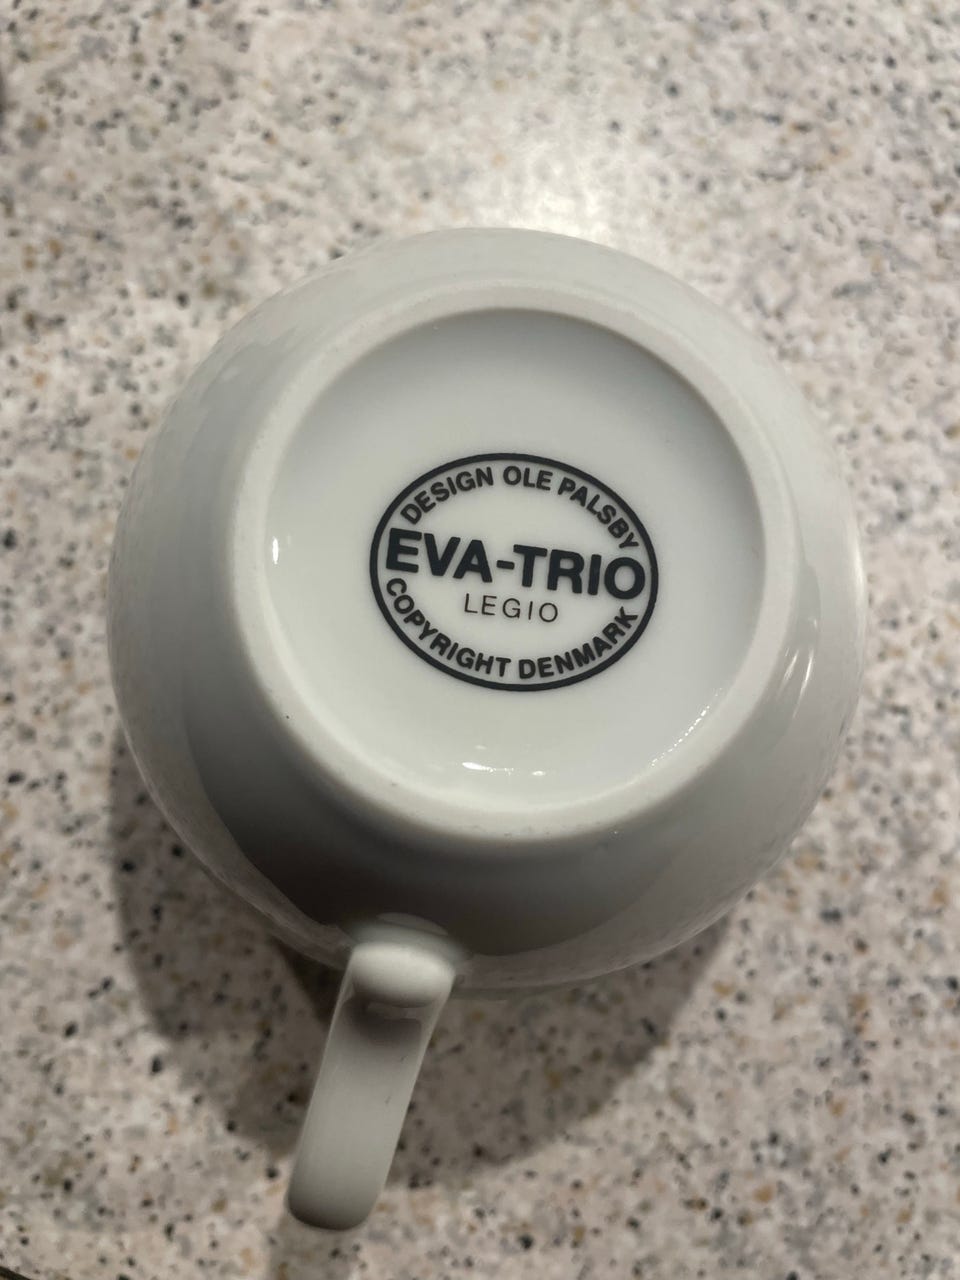 DESIGN OLE PALSBY
EVA-TRIO
LEGIO
COPYRIGHT DENMARK